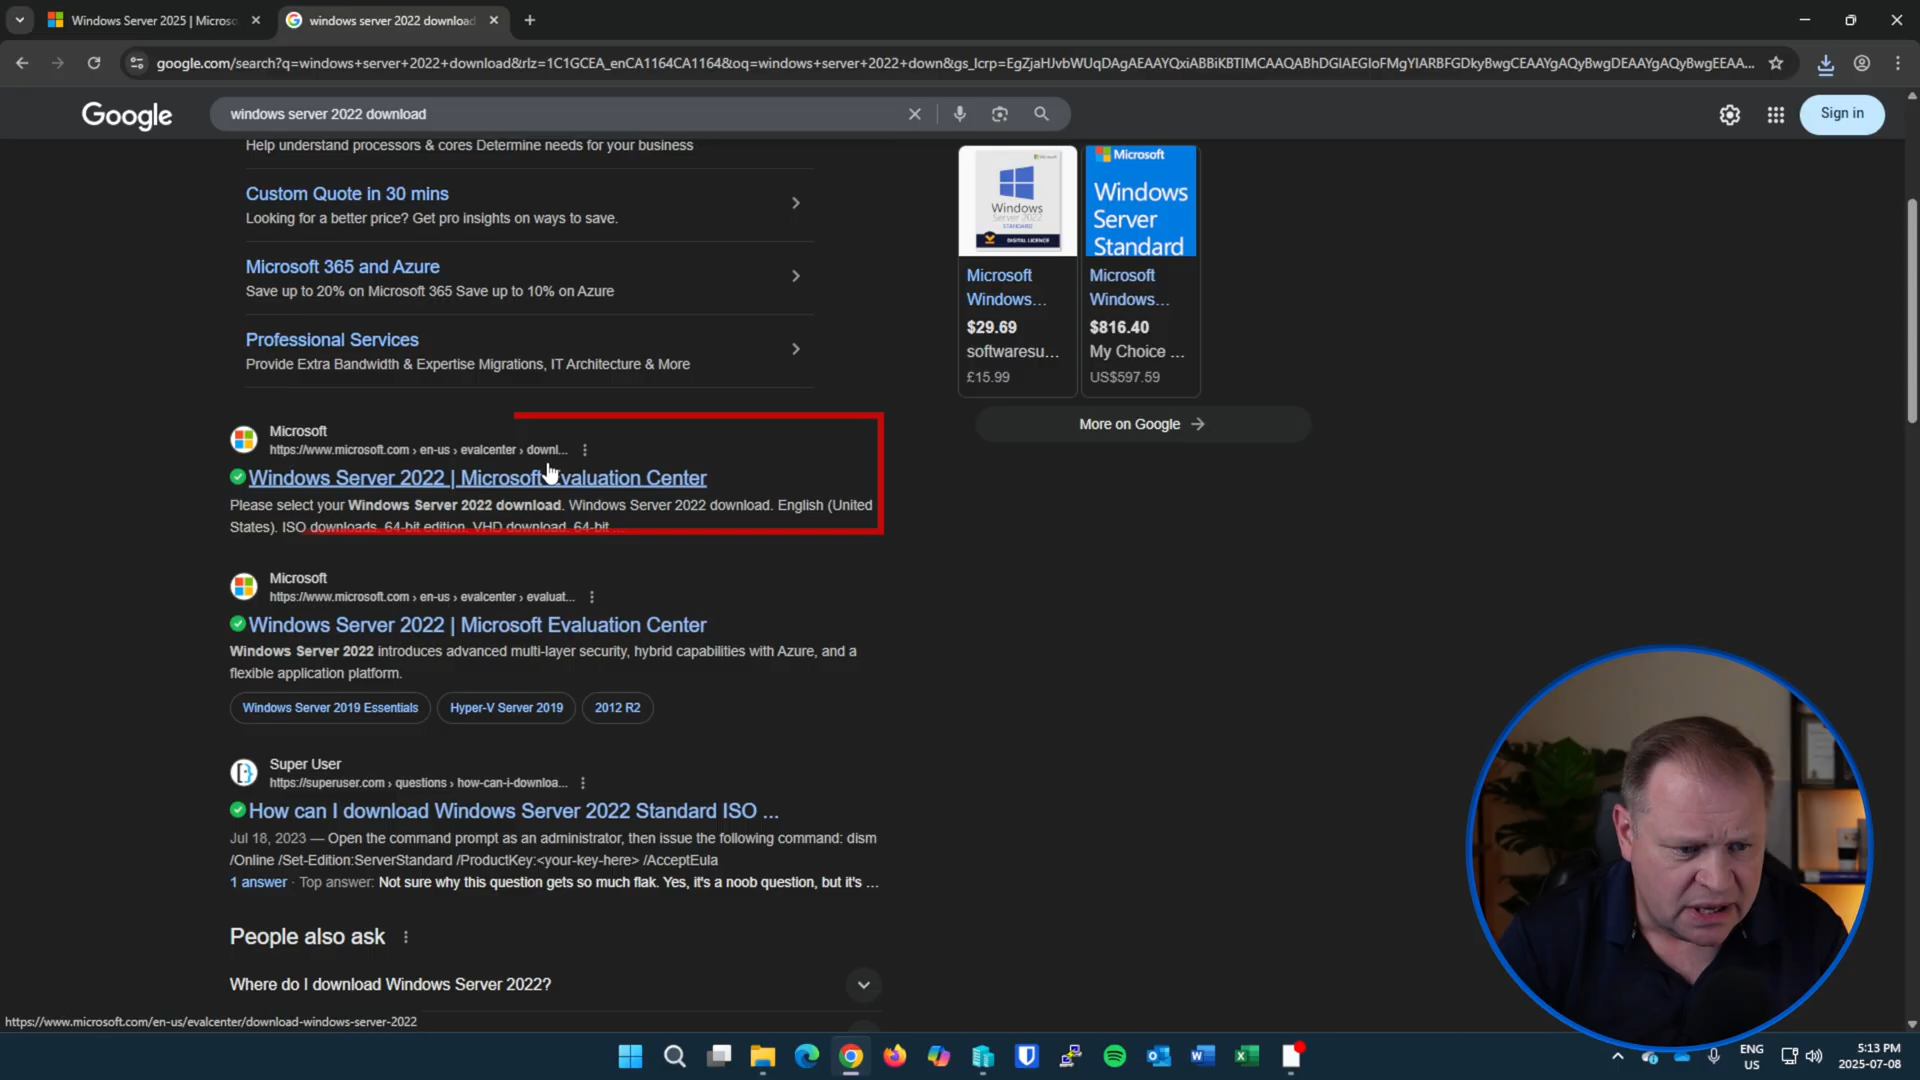 Windows Server 2025 | Microso
windows server 2022 download
google.com/search?q=windows+server+2022+download&rlz=1C1GCEA_enCA1164CA1164&oq=windows+server+2022+down&gs_lcrp=EgZjaHJvbWUqDAgAEAAYQxiABBiKBTIMCAAQABhDGIAEGIoFMgYIARBFGDkyBwgCEAAYgAQyBwgDEAAYgAQyBwgEEAA...
Google
windows server 2022 download
Sign in
Help understand processors & cores Determine needs for your business
Custom Quote in 30 mins
Looking for a better price? Get pro insights on ways to save.
Microsoft 365 and Azure
Save up to 20% on Microsoft 365 Save up to 10% on Azure
Professional Services
Provide Extra Bandwidth & Expertise Migrations, IT Architecture & More
Microsoft
Windows
Server 2022
STANDARD
DIGITAL LICENCE
Microsoft
Windows...
$29.69
softwaresu...
£15.99
Microsoft
Windows
Server
Standard
Microsoft
Windows...
$816.40
My Choice ...
US$597.59
More on Google
Microsoft
https://www.microsoft.com › en-us › evalcenter › downl...
Windows Server 2022 | Microsoft Evaluation Center
Please select your Windows Server 2022 download. Windows Server 2022 download. English (United
States). ISO downloads. 64-bit edition. VHD download. 64-bit ...
Microsoft
https://www.microsoft.com › en-us › evalcenter › evaluat...
Windows Server 2022 | Microsoft Evaluation Center
Windows Server 2022 introduces advanced multi-layer security, hybrid capabilities with Azure, and a
flexible application platform.
Windows Server 2019 Essentials
Hyper-V Server 2019
2012 R2
Super User
https://superuser.com › questions › how-can-i-downloa...
How can I download Windows Server 2022 Standard ISO ...
Jul 18, 2023 — Open the command prompt as an administrator, then issue the following command: dism
/Online /Set-Edition:ServerStandard /ProductKey:<your-key-here> /AcceptEula
1 answer · Top answer: Not sure why this question gets so much flak. Yes, it's a noob question, but it's ...
People also ask
Where do I download Windows Server 2022?
https://www.microsoft.com/en-us/evalcenter/download-windows-server-2022
ENG
US
5:13 PM
2025-07-08